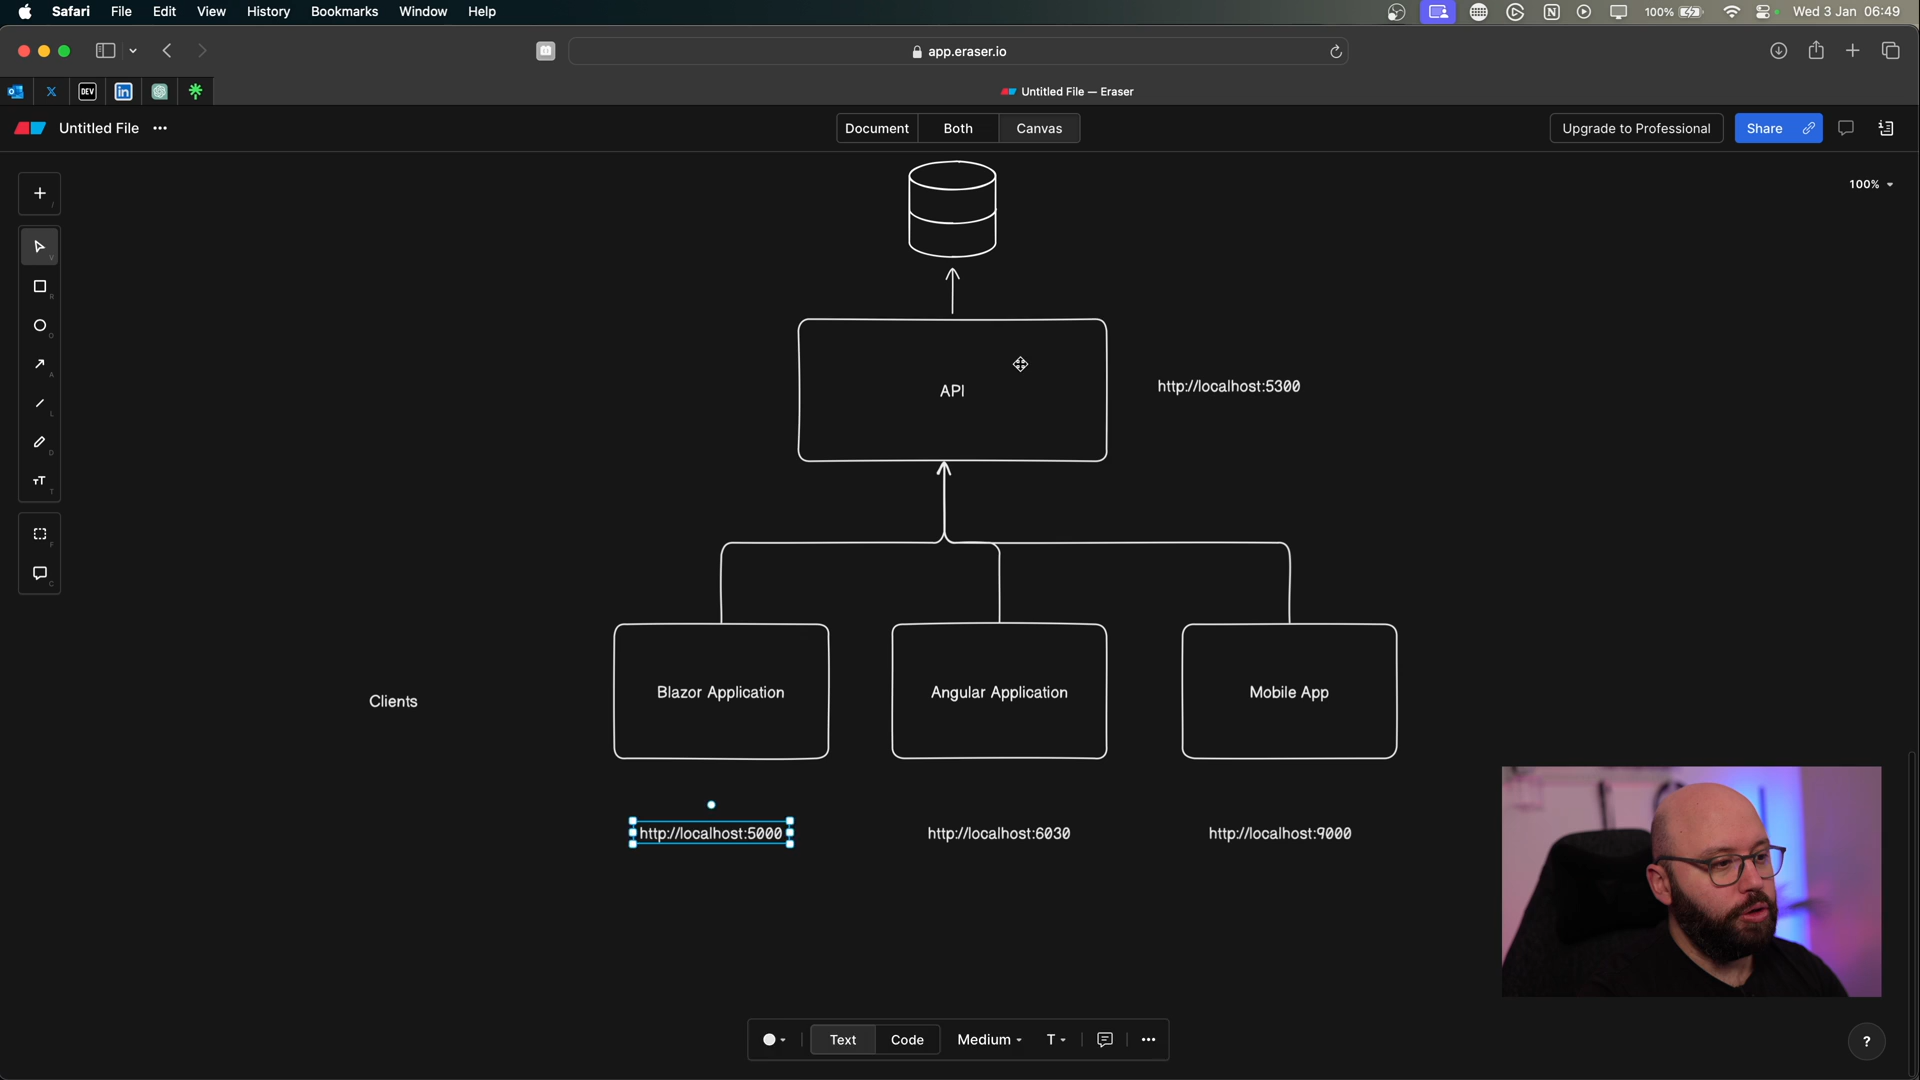 Safari File Edit View History Bookmarks Window Help 100% Wed 3 Jan 06:49
app.eraser.io
DEV in Untitled File — Eraser
Untitled File Document Both Canvas Upgrade to Professional Share
100%
API
http://localhost:5300
Clients
Blazor Application
Angular Application
Mobile App
http://localhost:5000
http://localhost:6030
http://localhost:9000
Text Code Medium T ?